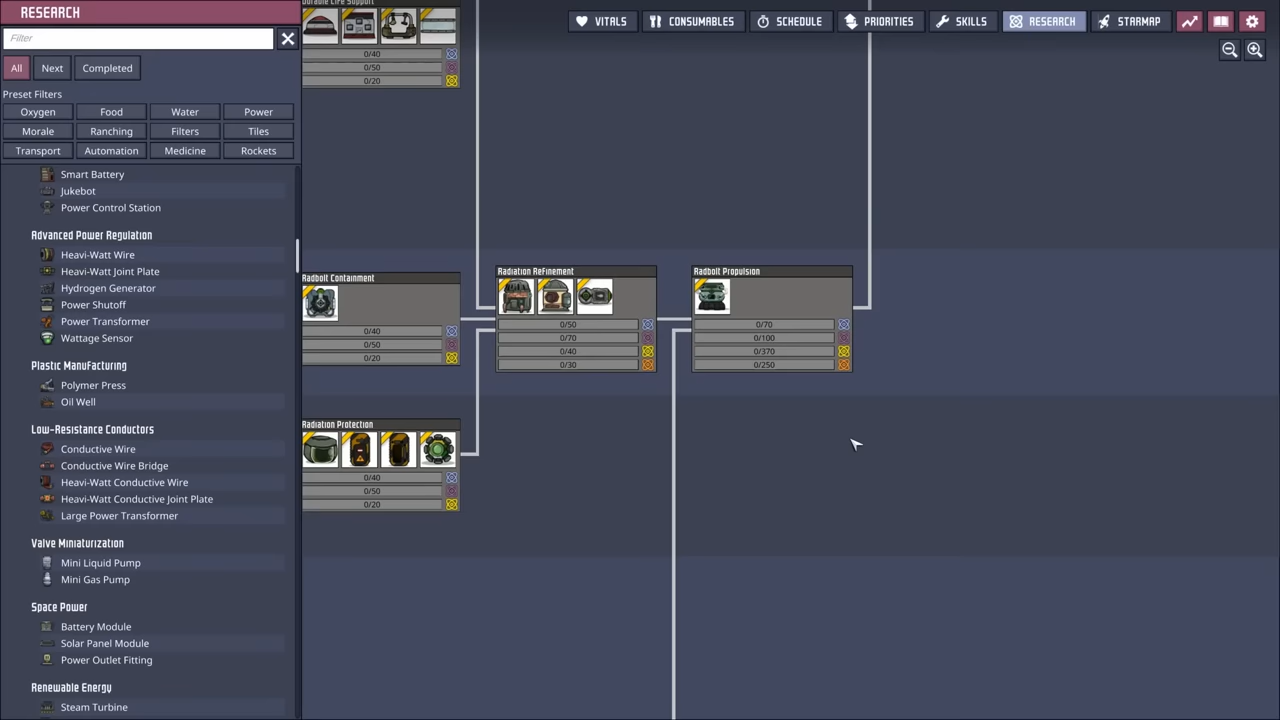 RESEARCH
Filter
All Next Completed
Preset Filters
Oxygen Food Water Power
Morale Ranching Filters Tiles
Transport Automation Medicine Rockets
Smart Battery
Jukebot
Power Control Station
Advanced Power Regulation
Heavi-Watt Wire
Heavi-Watt Joint Plate
Hydrogen Generator
Power Shutoff
Power Transformer
Wattage Sensor
Plastic Manufacturing
Polymer Press
Oil Well
Low-Resistance Conductors
Conductive Wire
Conductive Wire Bridge
Heavi-Watt Conductive Wire
Heavi-Watt Conductive Joint Plate
Large Power Transformer
Valve Miniaturization
Mini Liquid Pump
Mini Gas Pump
Space Power
Battery Module
Solar Panel Module
Power Outlet Fitting
Renewable Energy
Steam Turbine
VITALS CONSUMABLES SCHEDULE PRIORITIES SKILLS RESEARCH STARMAP
Durable Life Support
0/40
0/50
0/20
Radbolt Containment
0/40
0/50
0/20
Radiation Refinement
0/50
0/70
0/40
0/30
Radbolt Propulsion
0/70
0/100
0/370
0/250
Radiation Protection
0/40
0/50
0/20